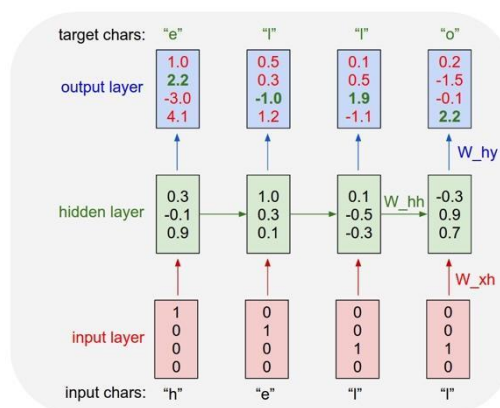 target chars: “e” “l” “l” “o”
output layer
1.0 0.5 0.1 0.2
2.2 0.3 0.5 -1.5
-3.0 -1.0 1.9 -0.1
4.1 1.2 -1.1 2.2
W_hy
hidden layer
0.3 1.0 0.1 -0.3
-0.1 0.3 -0.5 0.9
0.9 0.1 -0.3 0.7
W_hh
W_xh
input layer
1 0 0 0
0 1 0 0
0 0 1 1
0 0 0 0
input chars: “h” “e” “l” “l”